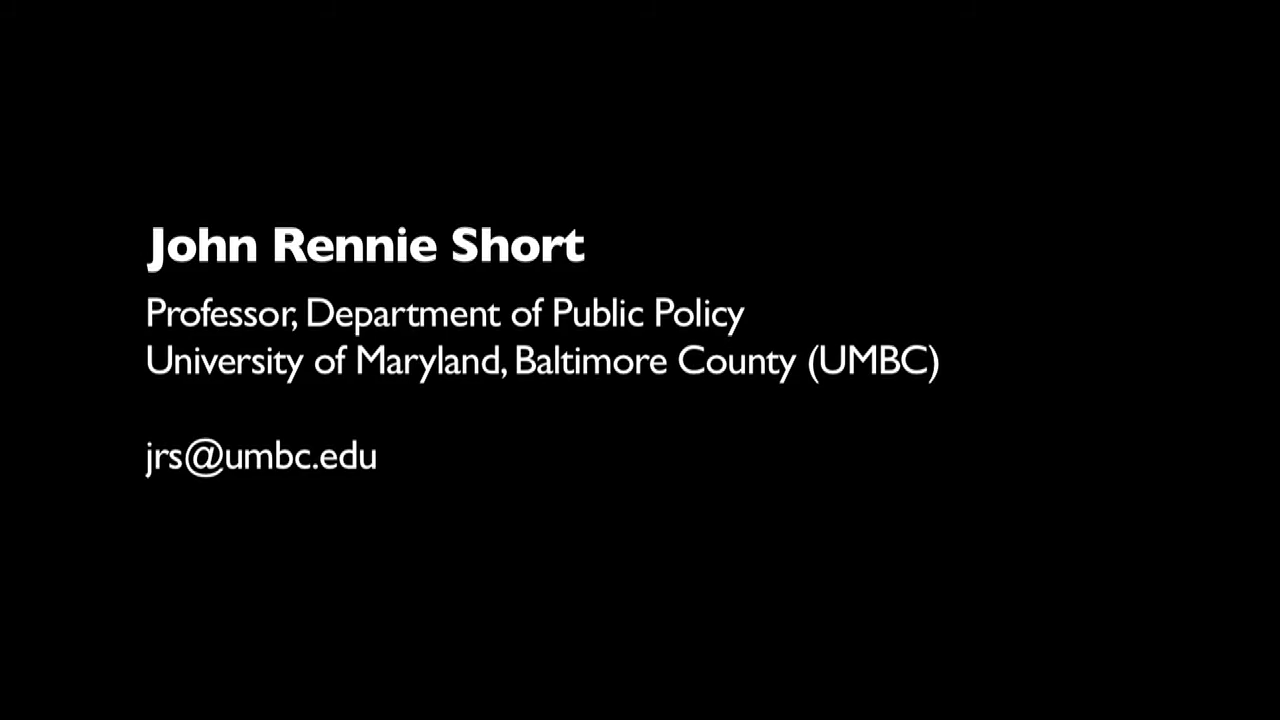 John Rennie Short
Professor, Department of Public Policy
University of Maryland, Baltimore County (UMBC)
jrs@umbc.edu